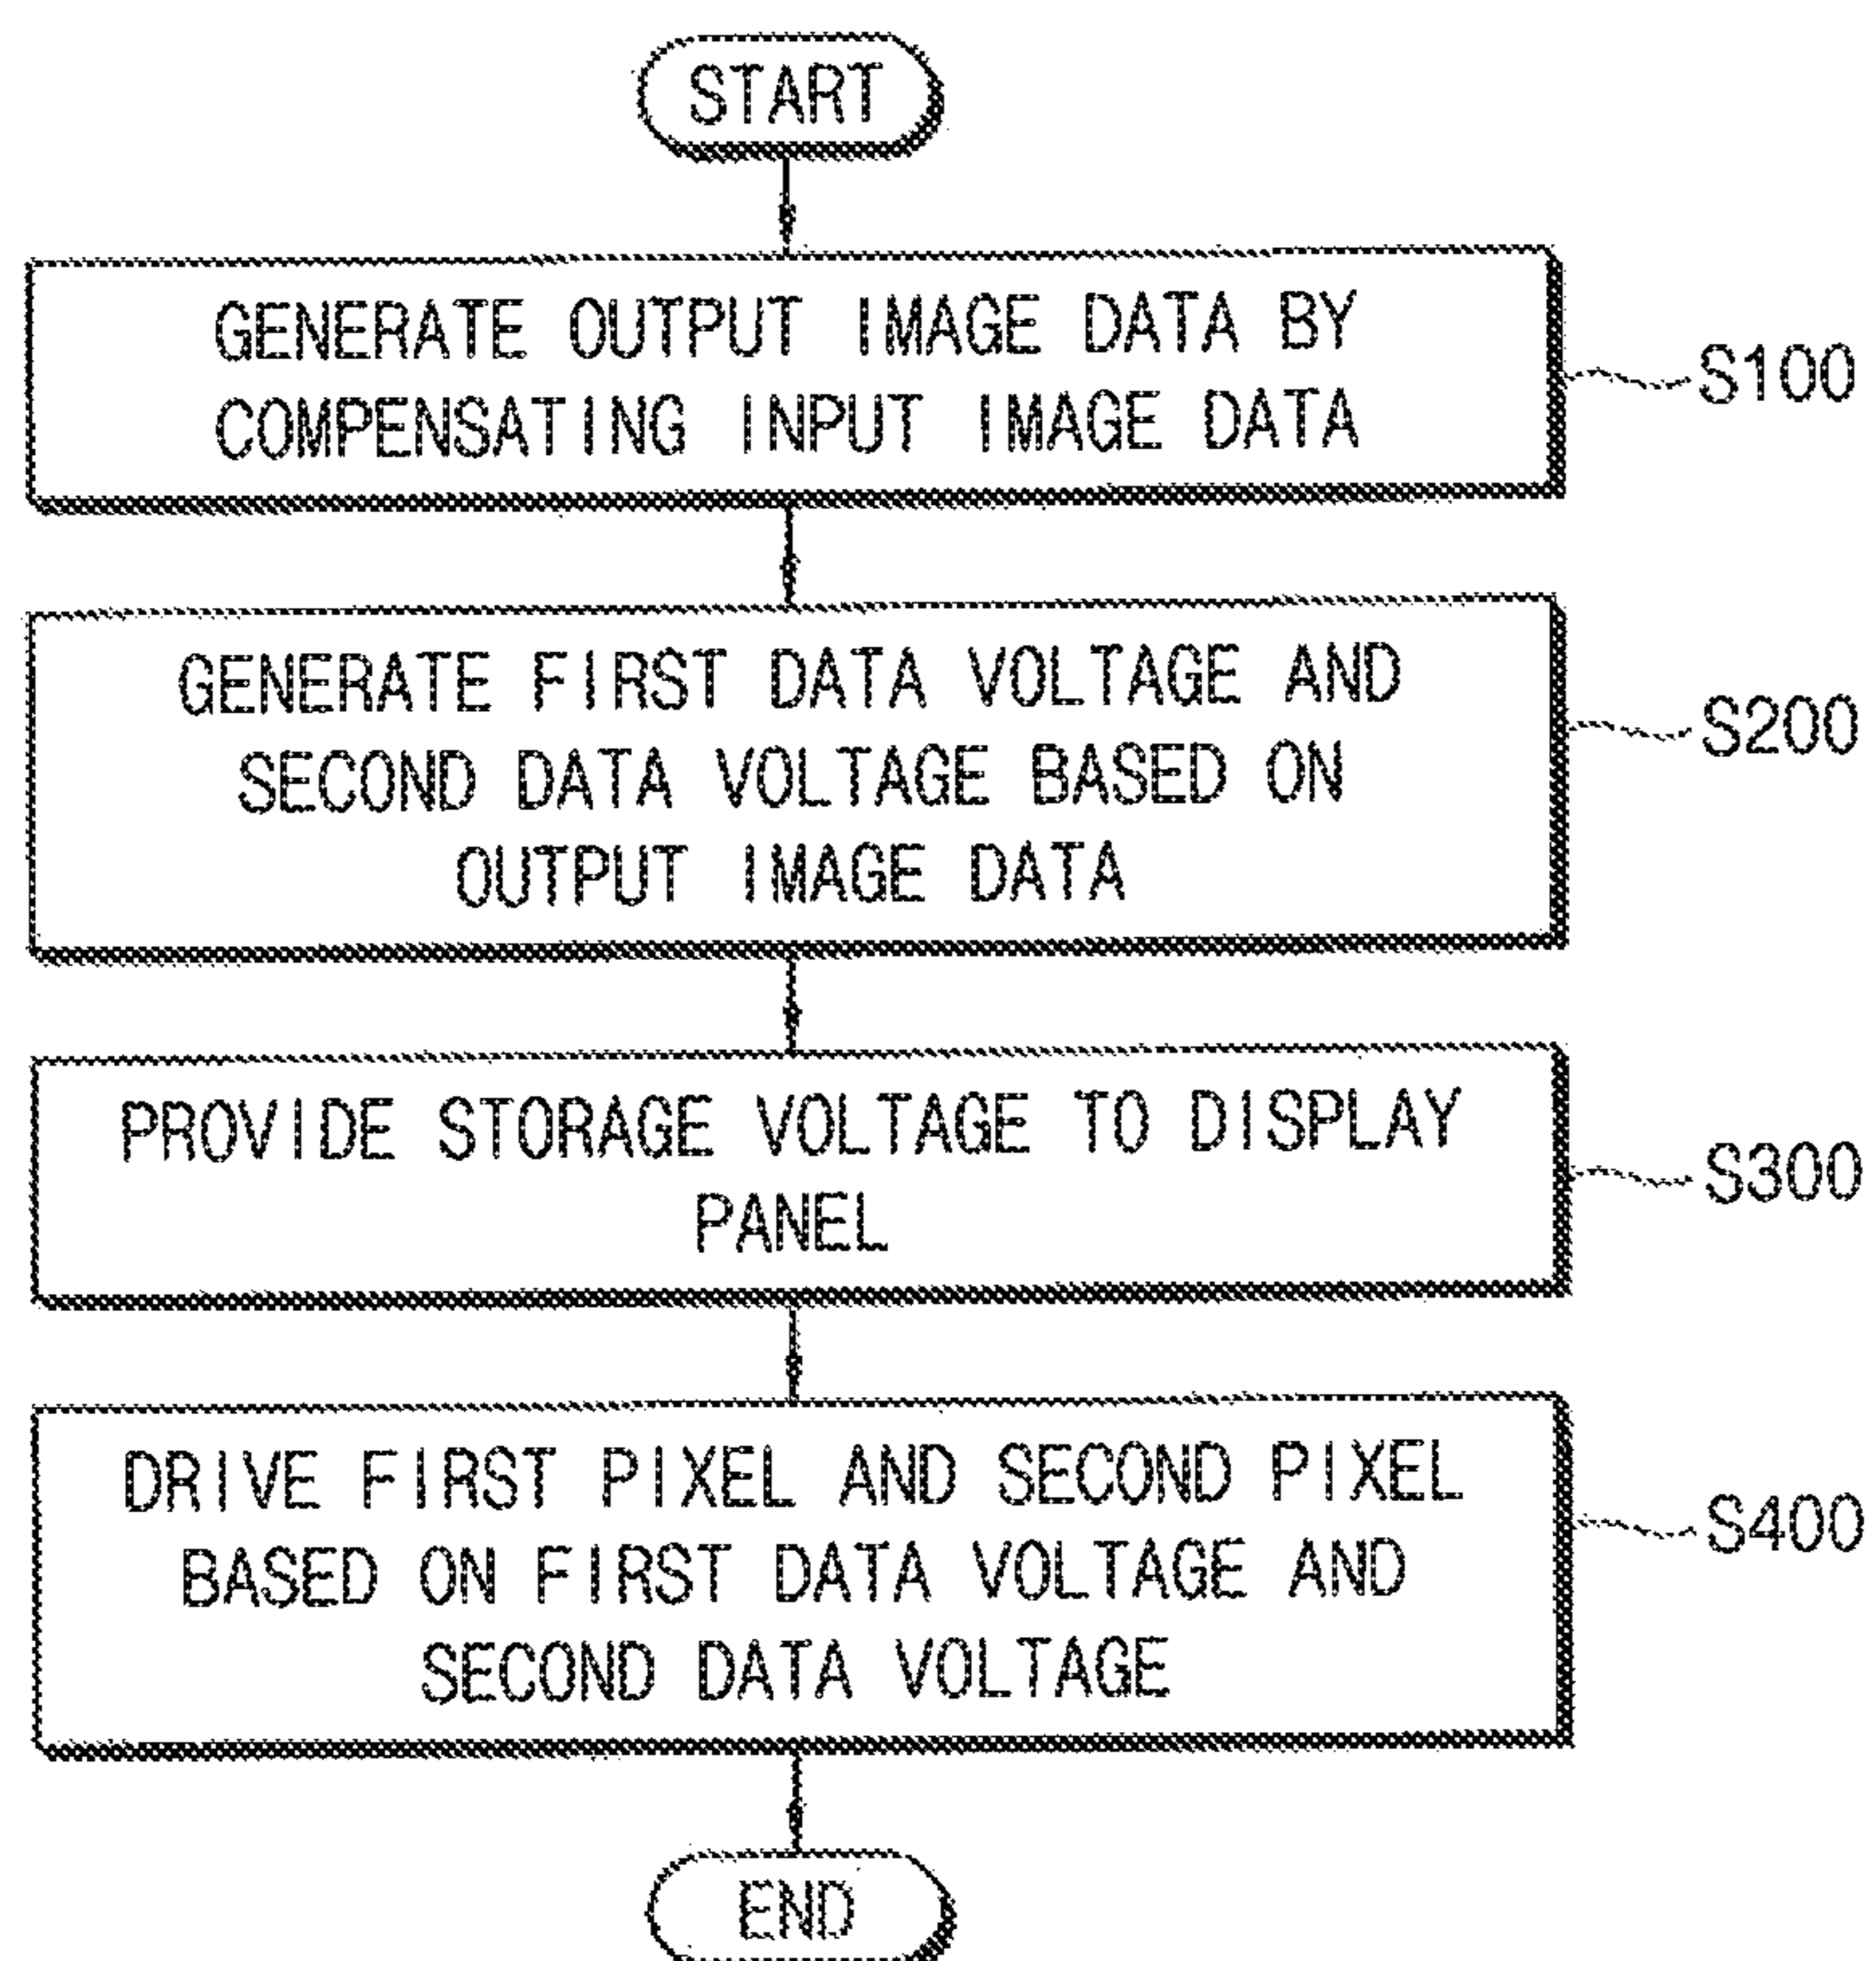 START
GENERATE OUTPUT IMAGE DATA BY
COMPENSATING INPUT IMAGE DATA
S100
GENERATE FIRST DATA VOLTAGE AND
SECOND DATA VOLTAGE BASED ON
OUTPUT IMAGE DATA
S200
PROVIDE STORAGE VOLTAGE TO DISPLAY
PANEL
S300
DRIVE FIRST PIXEL AND SECOND PIXEL
BASED ON FIRST DATA VOLTAGE AND
SECOND DATA VOLTAGE
S400
END